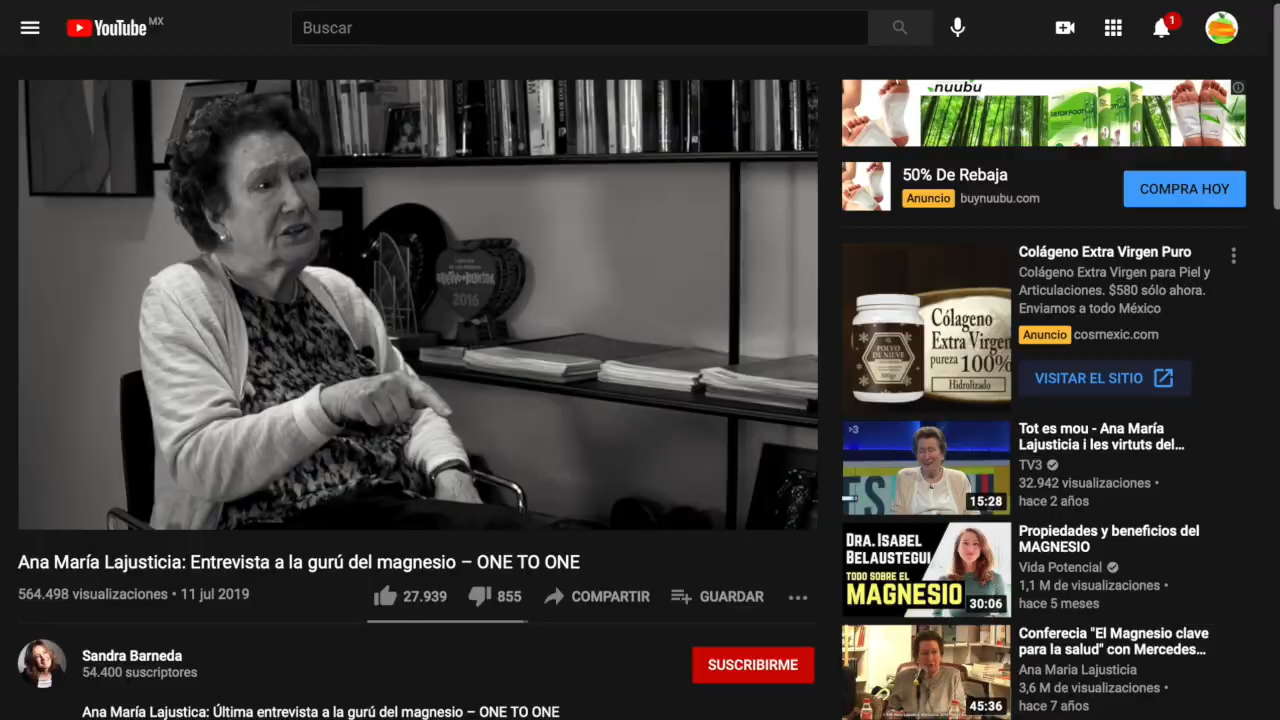 YouTube MX
Buscar
1
2016
Ana María Lajusticia: Entrevista a la gurú del magnesio – ONE TO ONE
564.498 visualizaciones • 11 jul 2019
27.939
855
COMPARTIR
GUARDAR
Sandra Barneda
54.400 suscriptores
SUSCRIBIRME
Ana María Lajustica: Última entrevista a la gurú del magnesio – ONE TO ONE
nuubu
50% De Rebaja
Anuncio buynuubu.com
COMPRA HOY
POLVO
DE NIEVE
Cólageno
Extra Virgen
pureza 100%
Hidrolizado
Colágeno Extra Virgen Puro
Colágeno Extra Virgen para Piel y
Articulaciones. $580 sólo ahora.
Enviamos a todo México
Anuncio cosmexic.com
VISITAR EL SITIO
15:28
Tot es mou - Ana María
Lajusticia i les virtuts del...
TV3
32.942 visualizaciones •
hace 2 años
DRA. ISABEL
BELAUSTEGUI
TODO SOBRE EL
MAGNESIO
30:06
Propiedades y beneficios del
MAGNESIO
Vida Potencial
1,1 M de visualizaciones •
hace 5 meses
45:36
Conferecia "El Magnesio clave
para la salud" con Mercedes...
Ana Maria Lajusticia
3,6 M de visualizaciones •
hace 7 años